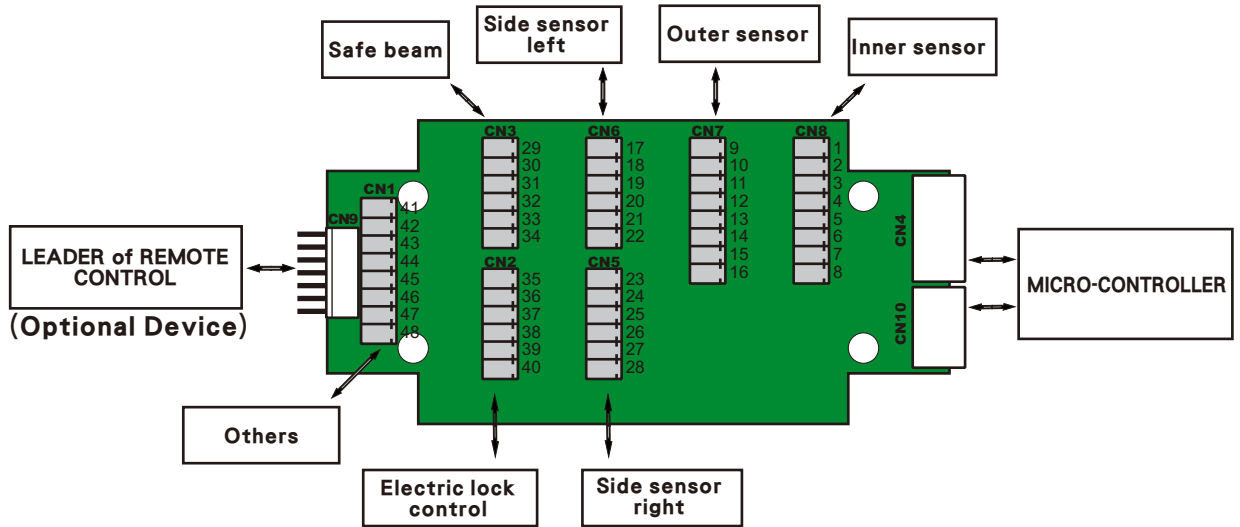 Safe beam
Side sensor
left
Outer sensor
Inner sensor
CN3
29
30
31
32
33
34
CN6
17
18
19
20
21
22
CN7
9
10
11
12
13
14
15
16
CN8
1
2
3
4
5
6
7
8
CN1
41
42
43
44
45
46
47
48
CN9
CN2
35
36
37
38
39
40
CN5
23
24
25
26
27
28
CN4
CN10
LEADER of REMOTE
CONTROL
(Optional Device)
MICRO-CONTROLLER
Others
Electric lock
control
Side sensor
right